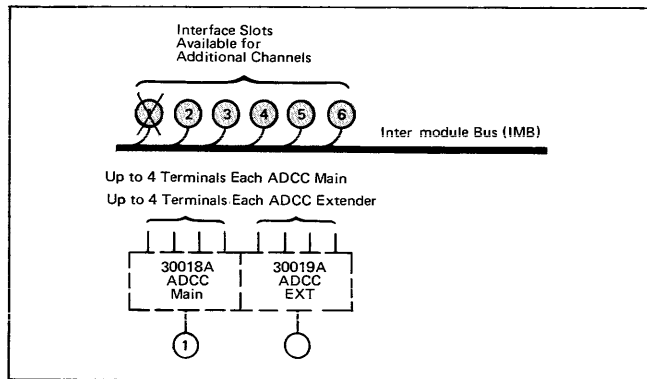 Interface Slots
Available for
Additional Channels
1 2 3 4 5 6
Inter module Bus (IMB)
Up to 4 Terminals Each ADCC Main
Up to 4 Terminals Each ADCC Extender
30018A
ADCC
Main
30019A
ADCC
EXT
1